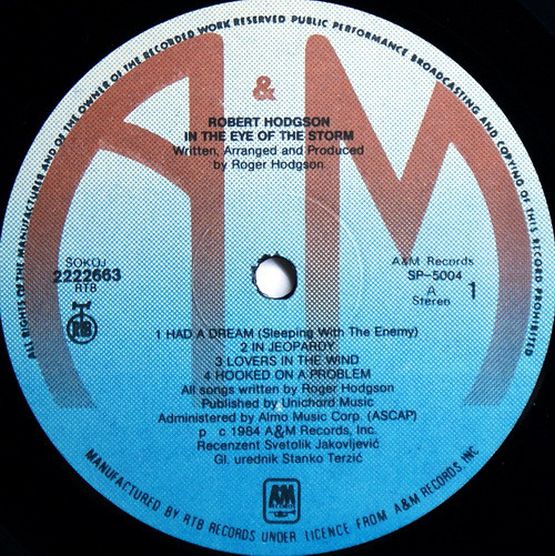 ALL RIGHTS OF THE MANUFACTURER AND OF THE OWNER OF THE RECORDED WORK RESERVED PUBLIC PERFORMANCE BROADCASTING AND COPYING OF THIS RECORD PROHIBITED
A & M
ROBERT HODGSON
IN THE EYE OF THE STORM
Written, Arranged and Produced
by Roger Hodgson
ŠOKOJ
2222663
RTB
RTB
A&M Records
SP-5004
A
Stereo 1
1 HAD A DREAM (Sleeping With The Enemy)
2 IN JEOPARDY
3 LOVERS IN THE WIND
4 HOOKED ON A PROBLEM
All songs written by Roger Hodgson
Published by Unichord Music
Administered by Almo Music Corp. (ASCAP)
p c 1984 A&M Records, Inc.
Recenzent Svetolik Jakovljević
Gl. urednik Stanko Terzić
A&M
RECORDS
MANUFACTURED BY RTB RECORDS UNDER LICENCE FROM A&M RECORDS, INC